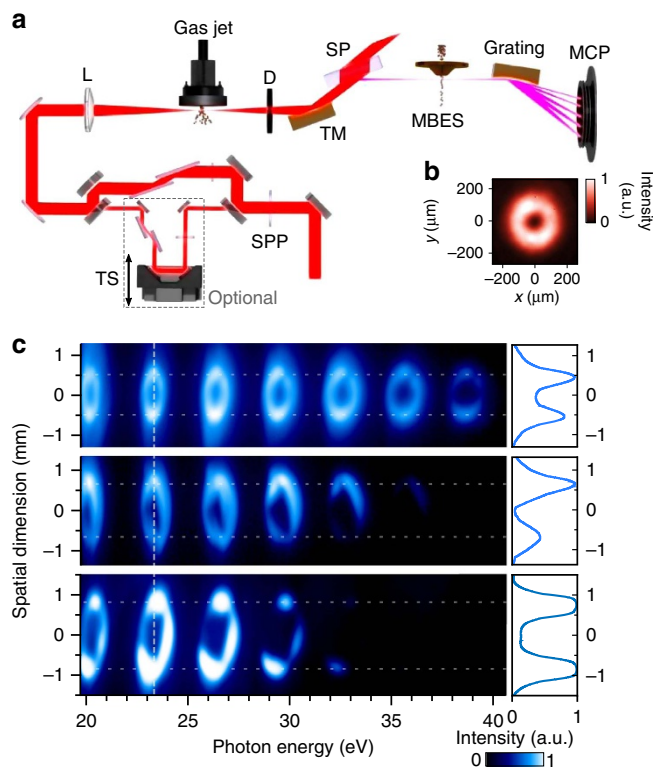 a
Gas jet
L
D
SP
TM
MBES
Grating
MCP
SPP
TS
Optional
b
260
0
−200
y (μm)
−200 0 200
x (μm)
1
0
Intensity
(a.u.)
c
1
0
−1
1
0
−1
1
0
−1
Spatial dimension (mm)
20 25 30 35 40
Photon energy (eV)
1
0
−1
1
0
−1
1
0
−1
0 1
Intensity (a.u.)
0 1